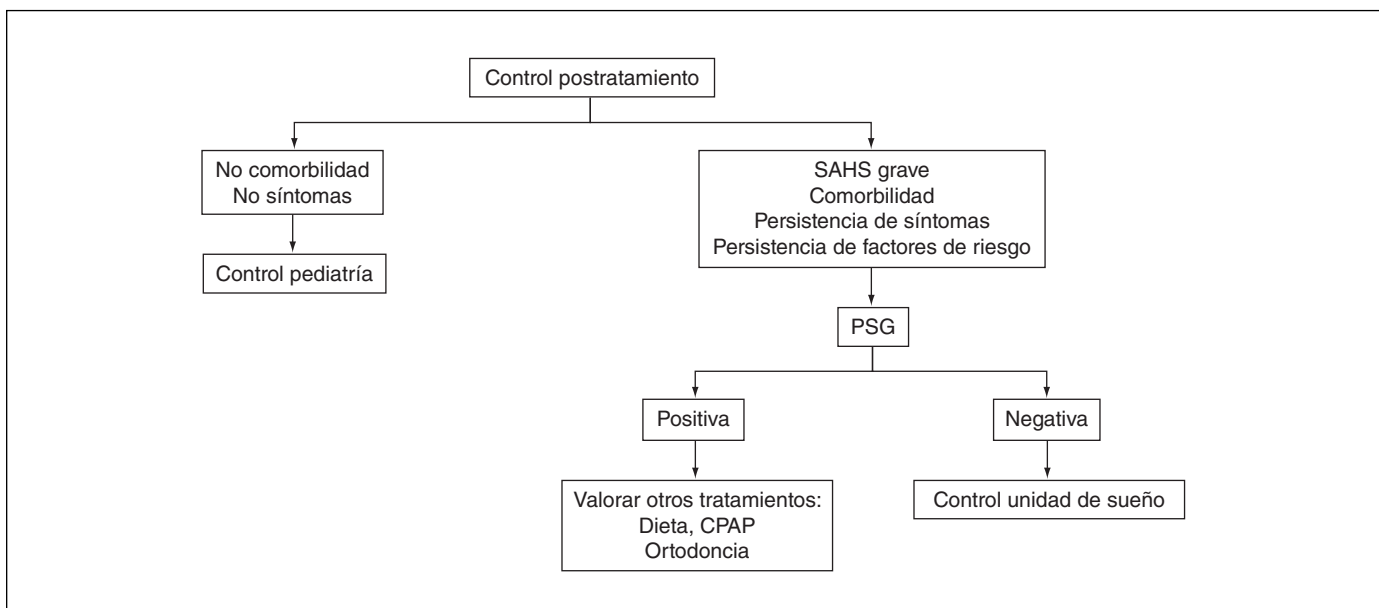 Control postratamiento
No comorbilidad
No síntomas
Control pediatría
SAHS grave
Comorbilidad
Persistencia de síntomas
Persistencia de factores de riesgo
PSG
Positiva
Negativa
Valorar otros tratamientos:
Dieta, CPAP
Ortodoncia
Control unidad de sueño